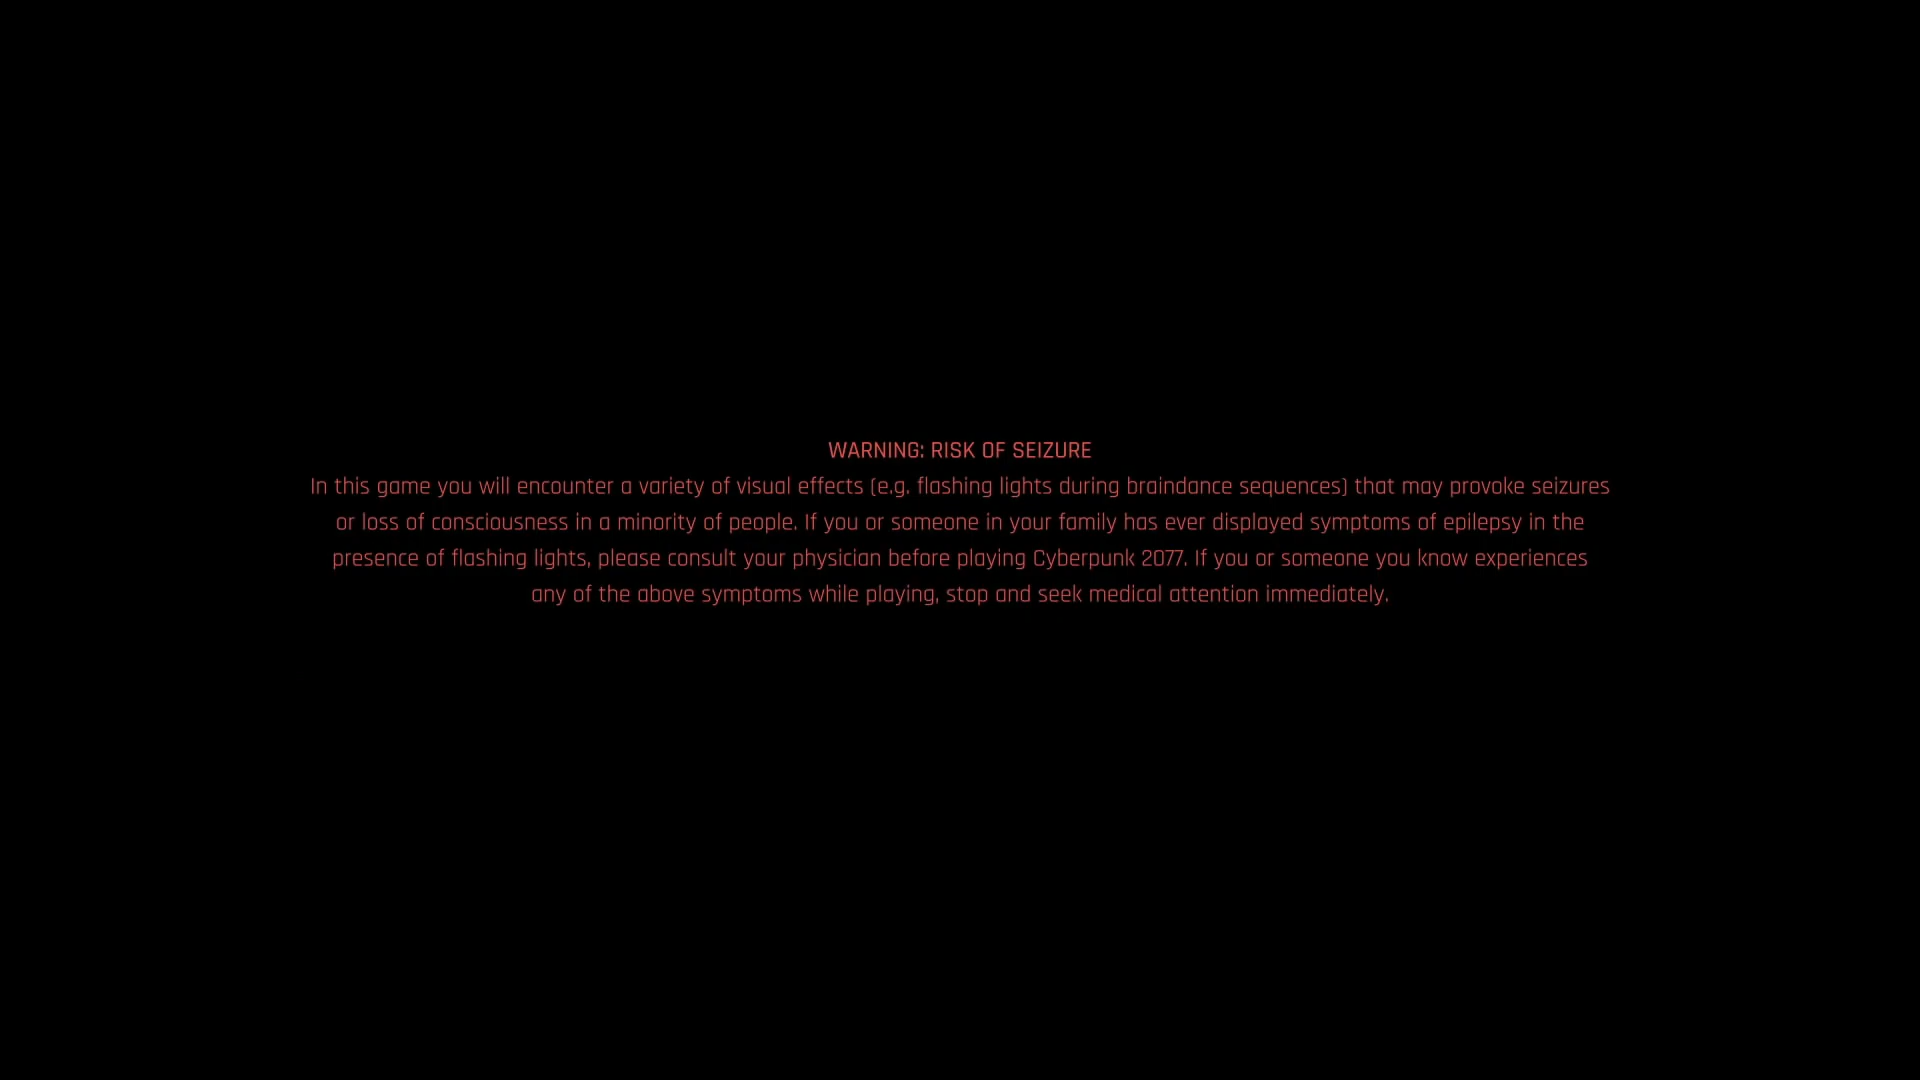 WARNING: RISK OF SEIZURE
In this game you will encounter a variety of visual effects (e.g. flashing lights during braindance sequences) that may provoke seizures
or loss of consciousness in a minority of people. If you or someone in your family has ever displayed symptoms of epilepsy in the
presence of flashing lights, please consult your physician before playing Cyberpunk 2077. If you or someone you know experiences
any of the above symptoms while playing, stop and seek medical attention immediately.